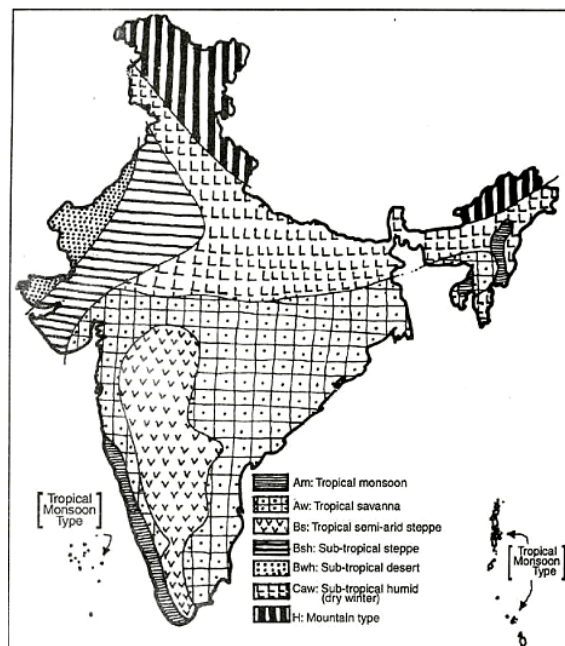 [Tropical
Monsoon
Type]
Am: Tropical monsoon
Aw: Tropical savanna
Bs: Tropical semi-arid steppe
Bsh: Sub-tropical steppe
Bwh: Sub-tropical desert
Caw: Sub-tropical humid
(dry winter)
H: Mountain type
[Tropical
Monsoon
Type]